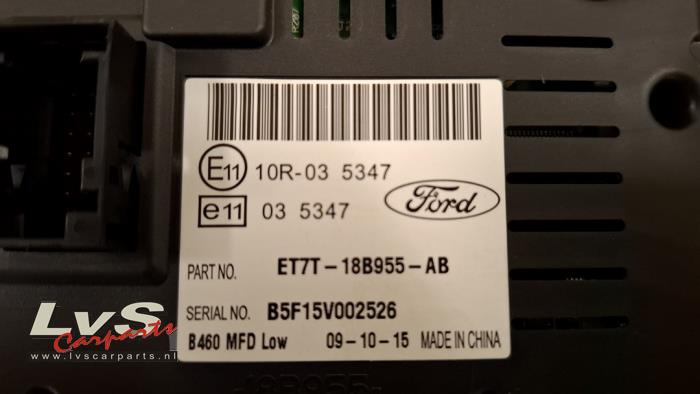 R207
E11 10R-03 5347
e11 03 5347
Ford
PART NO. ET7T-18B955-AB
SERIAL NO. B5F15V002526
B460 MFD Low 09-10-15 MADE IN CHINA
LvS
Carparts
www.lvscarparts.nl